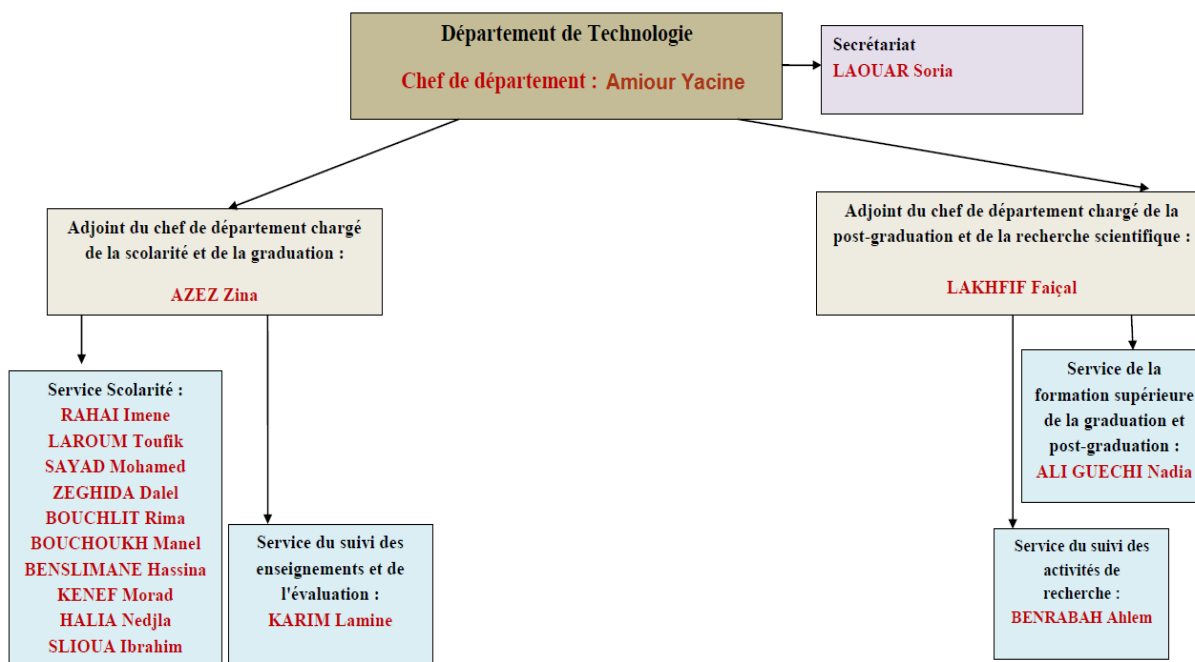 Département de Technologie
Chef de département : Amiour Yacine
Secrétariat
LAOUAR Soria
Adjoint du chef de département chargé
de la scolarité et de la graduation :
AZEZ Zina
Adjoint du chef de département chargé de la
post-graduation et de la recherche scientifique :
LAKHFIF Faiçal
Service Scolarité :
RAHAI Imene
LAROUM Toufik
SAYAD Mohamed
ZEGHIDA Dalel
BOUCHLIT Rima
BOUCHOUKH Manel
BENSLIMANE Hassina
KENEF Morad
HALIA Nedjla
SLIOUA Ibrahim
Service du suivi des
enseignements et de
l'évaluation :
KARIM Lamine
Service de la
formation supérieure
de la graduation et
post-graduation :
ALI GUECHI Nadia
Service du suivi des
activités de
recherche :
BENRABAH Ahlem